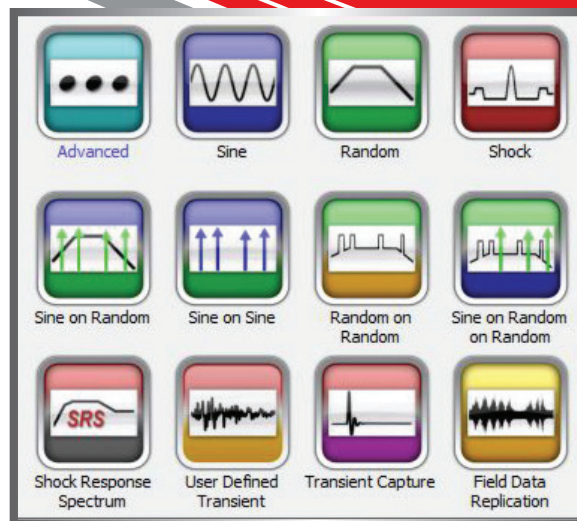 Advanced
Sine
Random
Shock
Sine on Random
Sine on Sine
Random on
Random
Sine on Random
on Random
SRS
Shock Response
Spectrum
User Defined
Transient
Transient Capture
Field Data
Replication